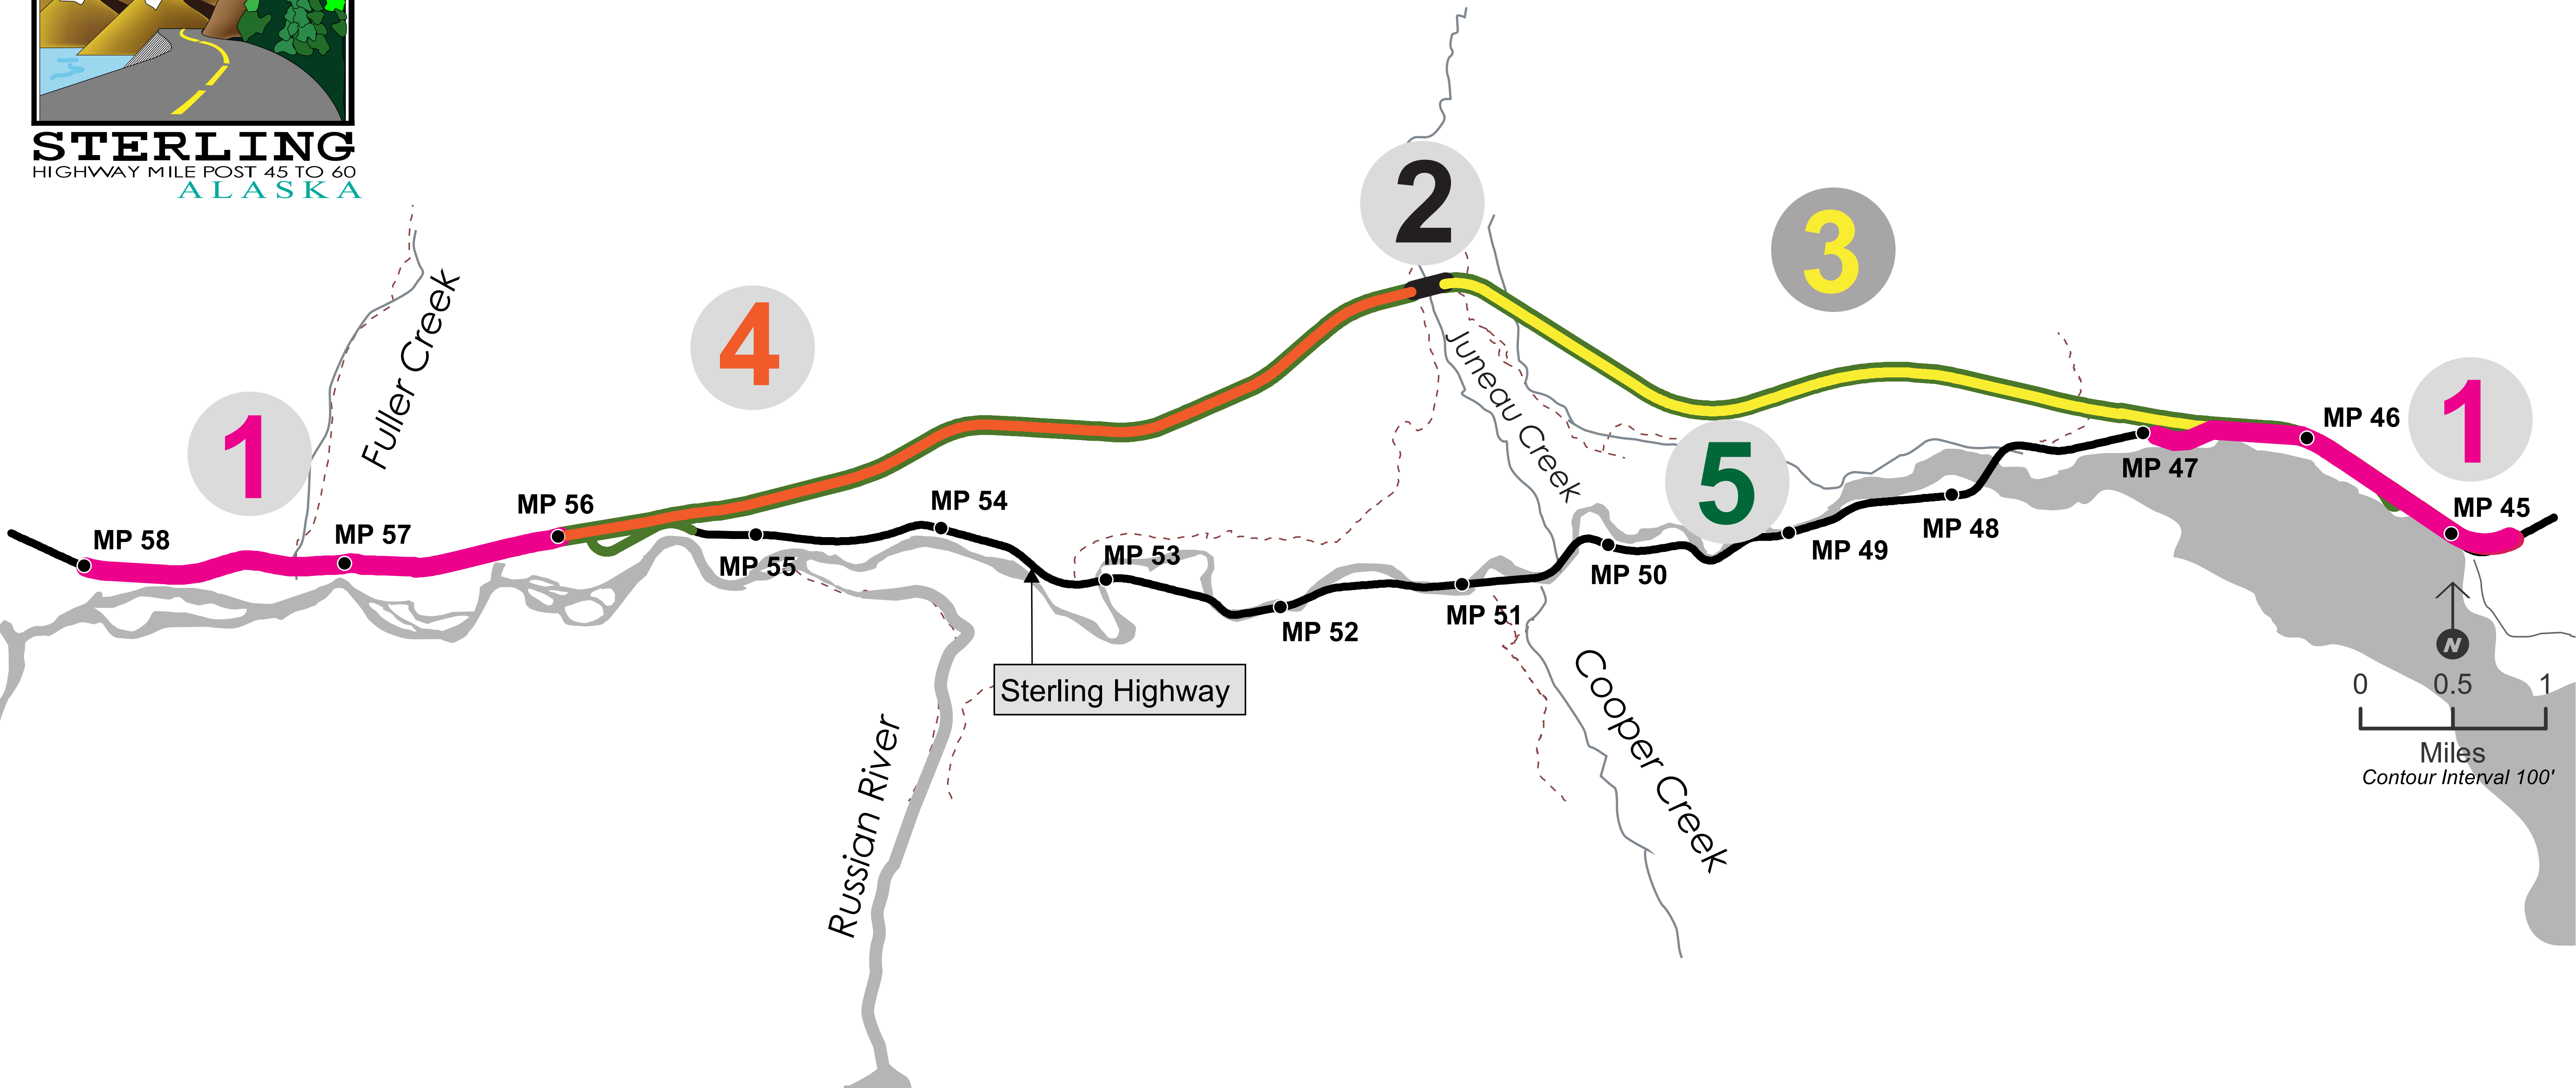 STERLING
HIGHWAY MILE POST 45 TO 60
ALASKA
2
3
Fuller Creek
4
Juneau Creek
1
1
MP 46
5
MP 47
MP 56
MP 54
MP 45
MP 58
MP 57
MP 48
MP 49
MP 55
MP 53
MP 50
MP 51
MP 52
N
Sterling Highway
0 0.5 1
Miles
Contour Interval 100'
Russian River
Cooper Creek